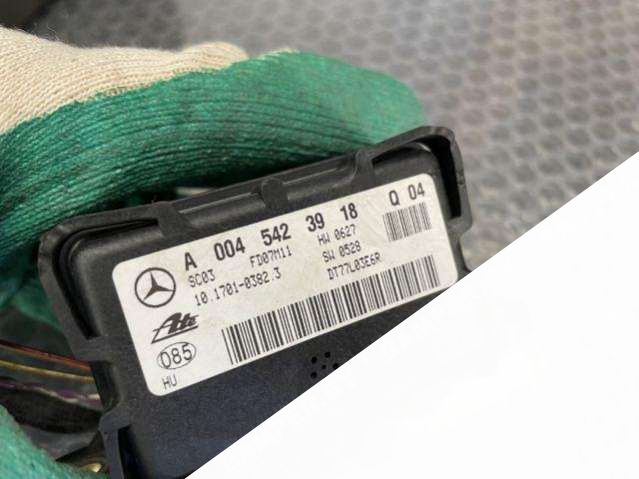 A 004 542 39 18 Q 04
SC03 FD07M11 HW 0627
10.1701-0382.3 SW 0528
DT77L03E6R
Ate
085
HU